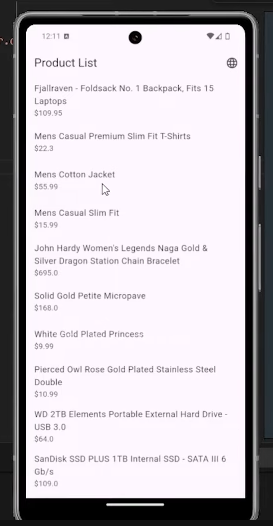 12:11
Product List
Fjallraven - Foldsack No. 1 Backpack, Fits 15
Laptops
$109.95
Mens Casual Premium Slim Fit T-Shirts
$22.3
Mens Cotton Jacket
$55.99
Mens Casual Slim Fit
$15.99
John Hardy Women's Legends Naga Gold &
Silver Dragon Station Chain Bracelet
$695.0
Solid Gold Petite Micropave
$168.0
White Gold Plated Princess
$9.99
Pierced Owl Rose Gold Plated Stainless Steel
Double
$10.99
WD 2TB Elements Portable External Hard Drive -
USB 3.0
$64.0
SanDisk SSD PLUS 1TB Internal SSD - SATA III 6
Gb/s
$109.0